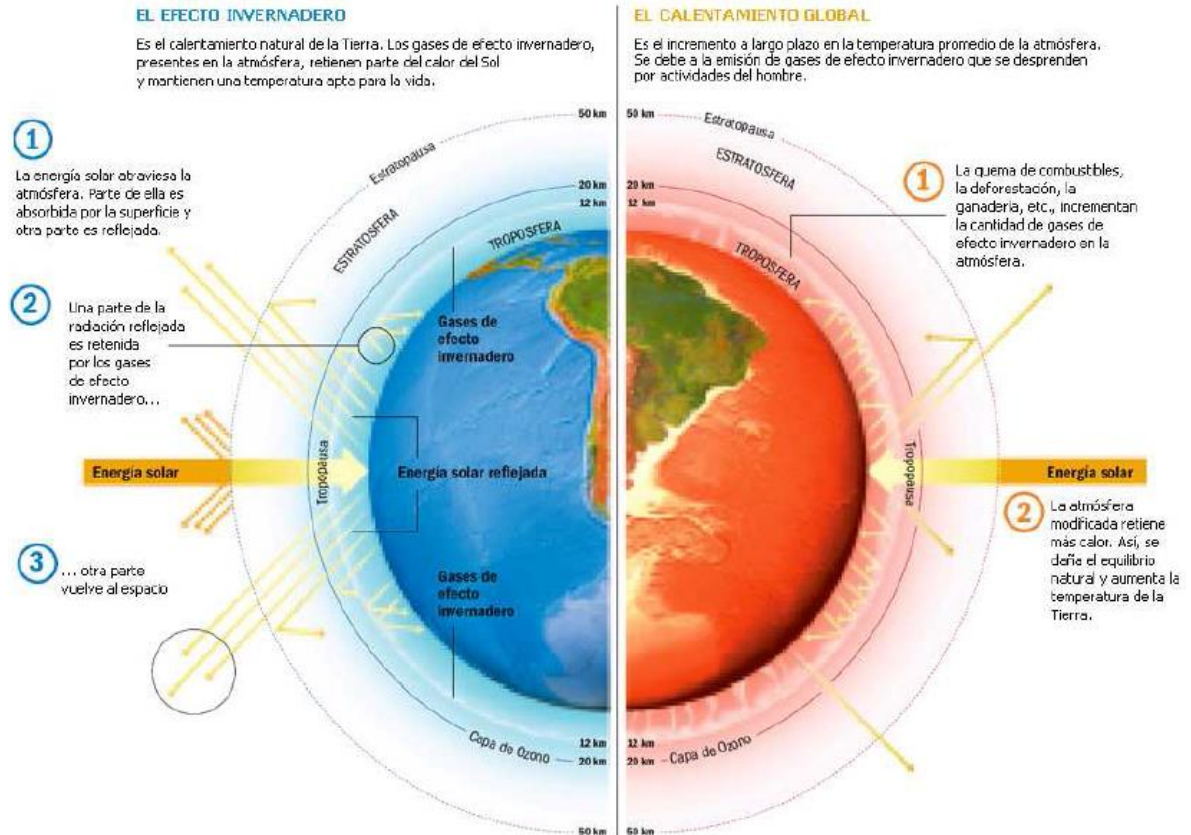 EL EFECTO INVERNADERO
Es el calentamiento natural de la Tierra. Los gases de efecto invernadero,
presentes en la atmósfera, retienen parte del calor del Sol
y mantienen una temperatura apta para la vida.
1
La energía solar atraviesa la
atmósfera. Parte de ella es
absorbida por la superficie y
otra parte es reflejada.
2
Una parte de la
radiación reflejada
es retenida
por los gases
de efecto
invernadero...
Energía solar
3
... otra parte
vuelve al espacio
50 km
Estratopausa
20 km
12 km
ESTRATOSFERA
TROPOSFERA
Gases de
efecto
invernadero
Tropopausa
Energía solar reflejada
Gases de
efecto
invernadero
Capa de Ozono
12 km
20 km
50 km
EL CALENTAMIENTO GLOBAL
Es el incremento a largo plazo en la temperatura promedio de la atmósfera.
Se debe a la emisión de gases de efecto invernadero que se desprenden
por actividades del hombre.
50 km
Estratopausa
ESTRATOSFERA
20 km
12 km
TROPOSFERA
1
La quema de combustibles,
la deforestación, la
ganadería, etc., incrementan
la cantidad de gases de
efecto invernadero en la
atmósfera.
Tropopausa
Energía solar
2
La atmósfera
modificada retiene
más calor. Así, se
daña el equilibrio
natural y aumenta la
temperatura de la
Tierra.
12 km
20 km
Capa de Ozono
50 km